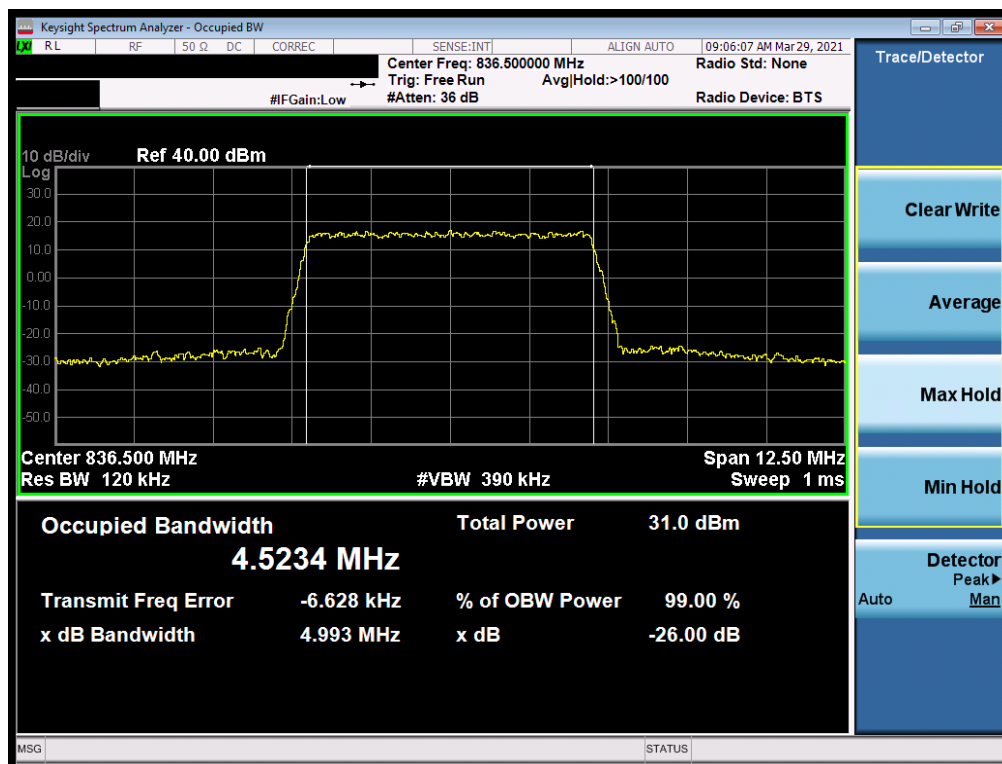 Keysight Spectrum Analyzer - Occupied BW
LXI RL RF 50 Ω DC CORREC SENSE:INT ALIGN AUTO 09:06:07 AM Mar 29, 2021
Center Freq: 836.500000 MHz Radio Std: None
Trig: Free Run Avg|Hold:>100/100
#IFGain:Low #Atten: 36 dB Radio Device: BTS
Trace/Detector
10 dB/div Ref 40.00 dBm
Log
30.0
20.0
10.0
0.00
-10.0
-20.0
-30.0
-40.0
-50.0
Center 836.500 MHz Span 12.50 MHz
Res BW 120 kHz #VBW 390 kHz Sweep 1 ms
Occupied Bandwidth Total Power 31.0 dBm
4.5234 MHz
Transmit Freq Error -6.628 kHz % of OBW Power 99.00 %
x dB Bandwidth 4.993 MHz x dB -26.00 dB
Clear Write
Average
Max Hold
Min Hold
Detector
Peak▶
Auto Man
MSG STATUS